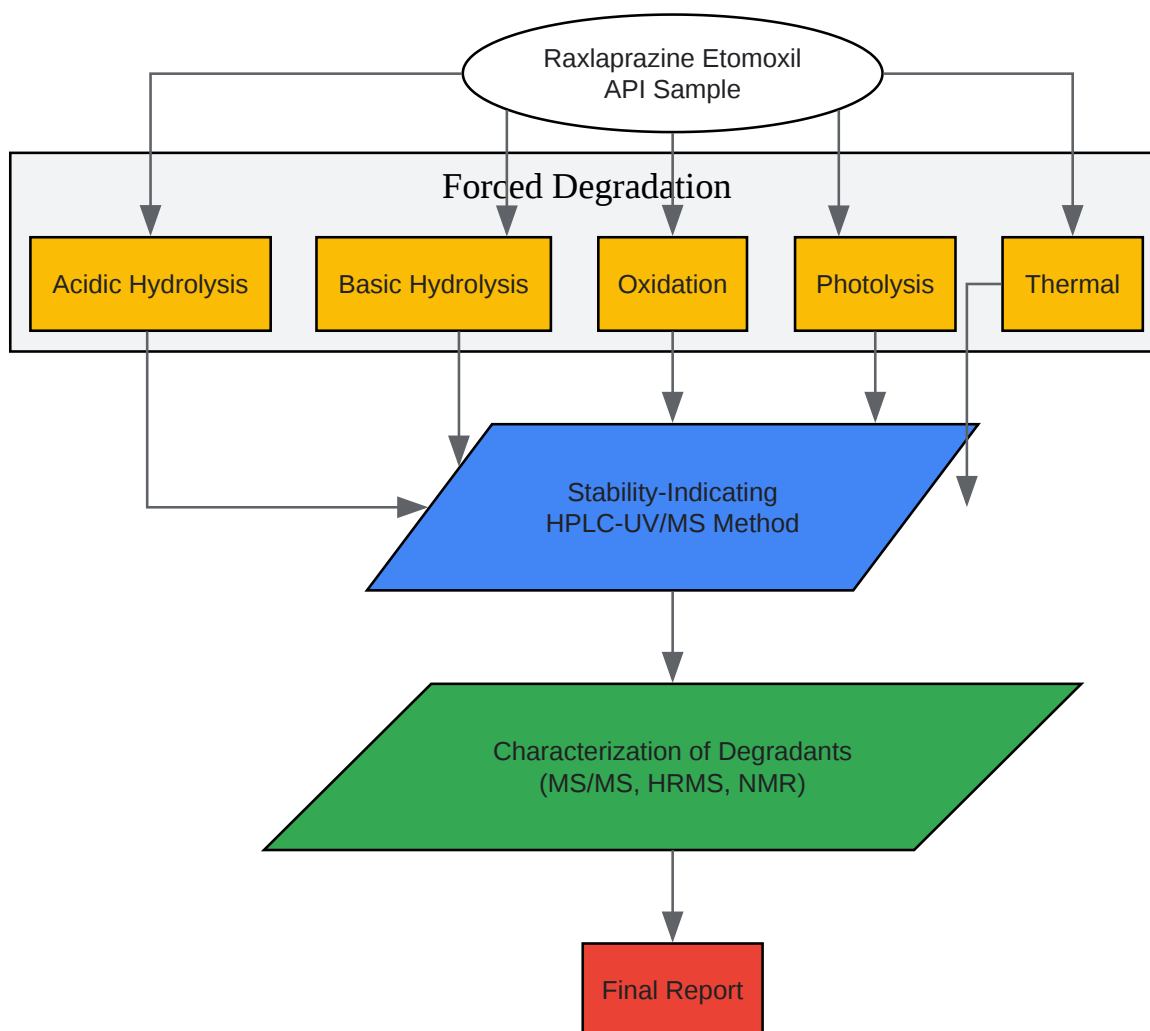 Raxlaprazine Etomoxil
API Sample
Forced Degradation
Acidic Hydrolysis
Basic Hydrolysis
Oxidation
Photolysis
Thermal
Stability-Indicating
HPLC-UV/MS Method
Characterization of Degradants
(MS/MS, HRMS, NMR)
Final Report